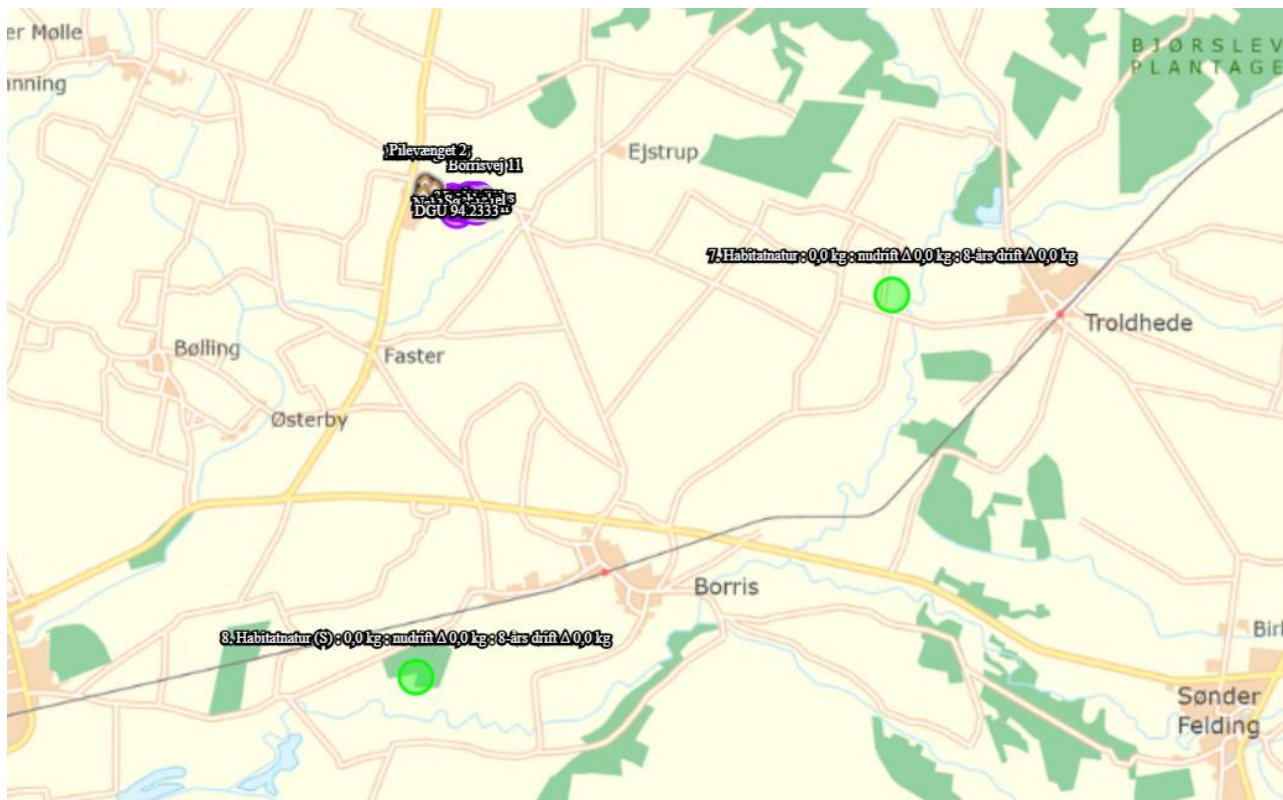 er Mølle
BJØRSLEV
PLANTAGE
anning
Pilevænget 2
Ejstrup
Borrisvej 11
DGU 94.2333
7. Habitatnatur : 0,0 kg : nudrift Δ 0,0 kg : 8-års drift Δ 0,0 kg
Troldhede
Bølling
Faster
Østerby
Borris
8. Habitatnatur (S) : 0,0 kg : nudrift Δ 0,0 kg : 8-års drift Δ 0,0 kg
Birk
Sønder
Felding